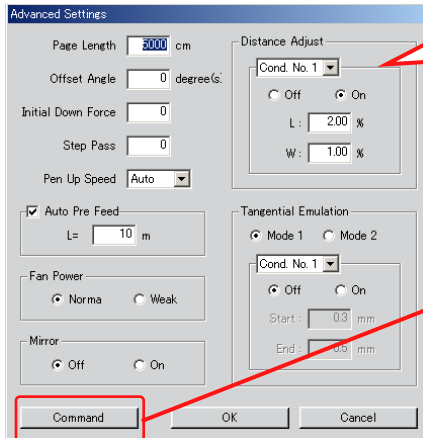 Advanced Settings
Page Length 5000 cm
Offset Angle 0 degree(s.
Initial Down Force 0
Step Pass 0
Pen Up Speed Auto
Auto Pre Feed
L= 10 m
Fan Power
Norma Weak
Mirror
Off On
Distance Adjust
Cond. No. 1
Off On
L : 2.00 %
W : 1.00 %
Tangential Emulation
Mode 1 Mode 2
Cond. No. 1
Off On
Start : 0.3 mm
End : 0.5 mm
Command OK Cancel